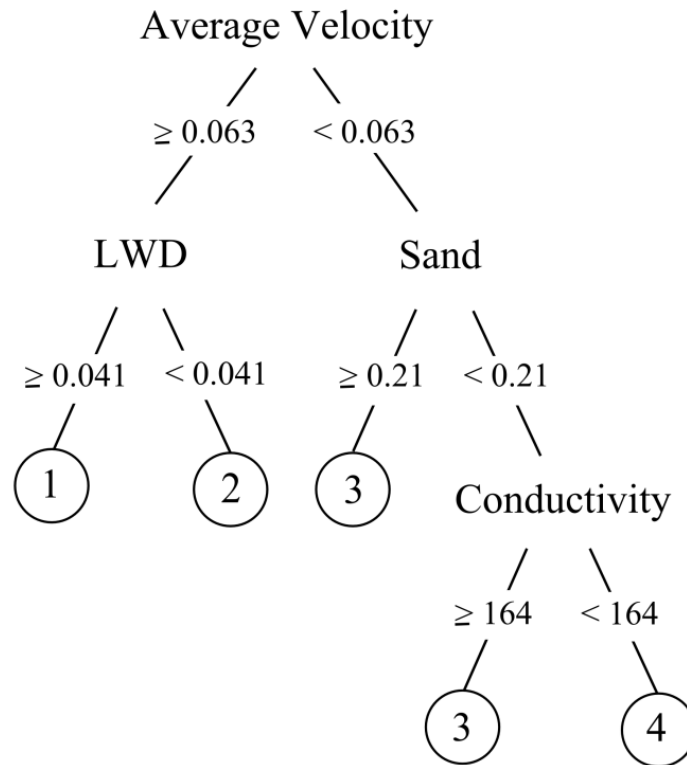 Average Velocity
≥ 0.063 < 0.063
LWD Sand
≥ 0.041 < 0.041 ≥ 0.21 < 0.21
1 2 3
Conductivity
≥ 164 < 164
3 4